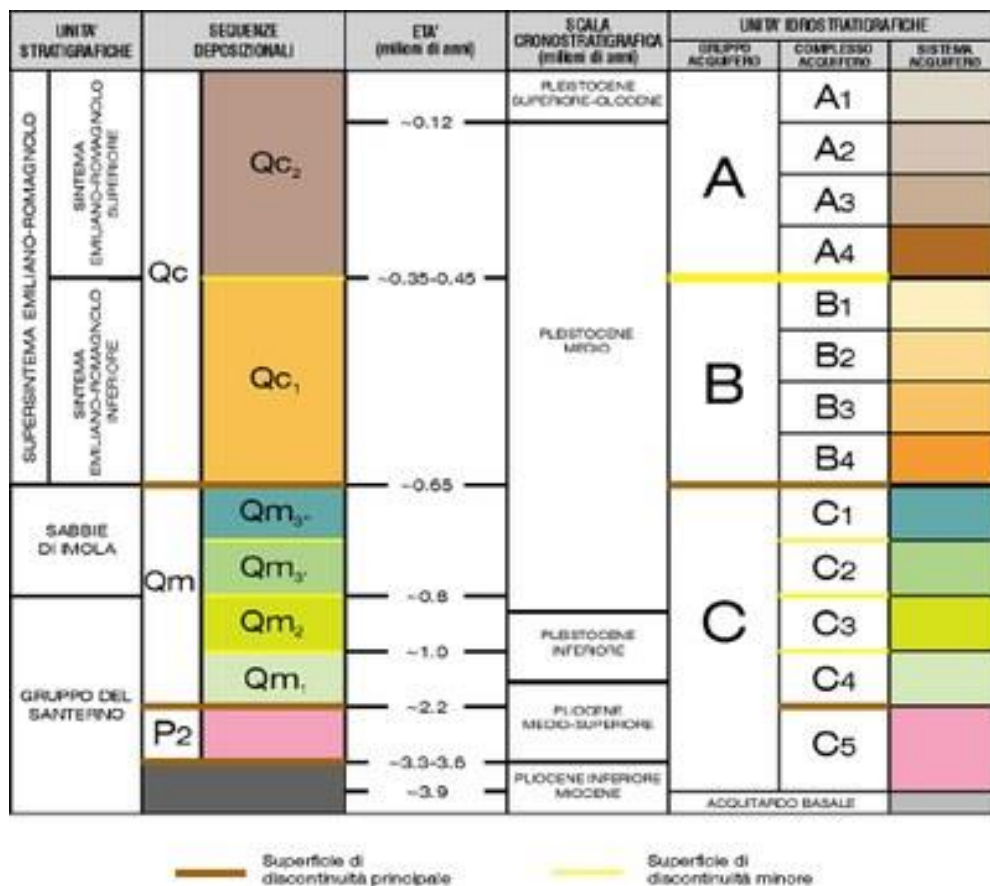 UNITA'
STRATIGRAFICHE
SEQUENZE
DEPOSIZIONALI
ETA'
(milioni di anni)
SCALA
CRONOSTRATIGRAFICA
(milioni di anni)
UNITA' IDROSTRATIGRAFICHE
GRUPPO
ACQUIFERO
COMPLESSO
ACQUIFERO
SISTEMA
ACQUIFERO
SUPERSINTEMA EMILIANO-ROMAGNOLO
SINTEMA
EMILIANO-ROMAGNOLO
SUPERIORE
SINTEMA
EMILIANO-ROMAGNOLO
INFERIORE
SABBIE
DI IMOLA
GRUPPO DEL
SANTERNO
Qc
Qm
P2
Qc2
Qc1
Qm3''
Qm3'
Qm2
Qm1
~0.12
~0.35-0.45
~0.65
~0.8
~1.0
~2.2
~3.3-3.6
~3.9
PLEISTOCENE
SUPERIORE-OLOCENE
PLEISTOCENE
MEDIO
PLEISTOCENE
INFERIORE
PLIOCENE
MEDIO-SUPERIORE
PLIOCENE INFERIORE
MIOCENE
A
B
C
A1
A2
A3
A4
B1
B2
B3
B4
C1
C2
C3
C4
C5
ACQUITARDO BASALE
Superficie di
discontinuità principale
Superficie di
discontinuità minore